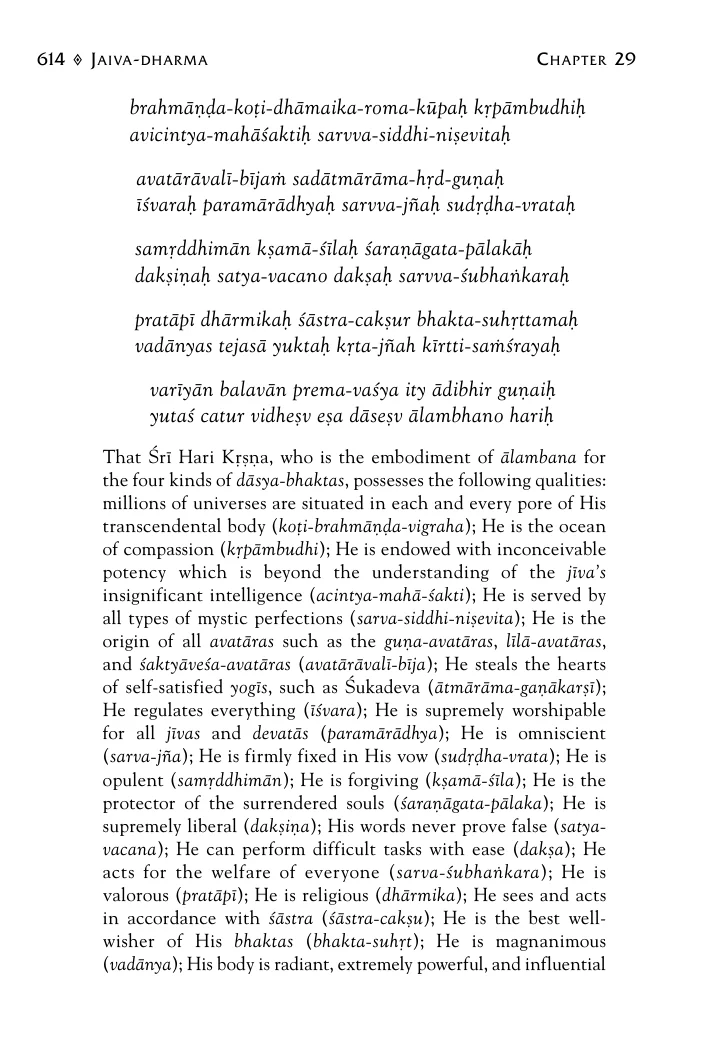 614 ◈ JAIVA-DHARMA CHAPTER 29
brahmāṇḍa-koṭi-dhāmaika-roma-kūpaḥ kṛpāmbudhiḥ
avicintya-mahāśaktiḥ sarvva-siddhi-niṣevitaḥ
avatārāvalī-bījaṁ sadātmārāma-hṛd-guṇaḥ
īśvaraḥ paramārādhyaḥ sarvva-jñaḥ sudṛḍha-vrataḥ
samṛddhimān kṣamā-śīlaḥ śaraṇāgata-pālakāḥ
dakṣiṇaḥ satya-vacano dakṣaḥ sarvva-śubhaṅkaraḥ
pratāpī dhārmikaḥ śāstra-cakṣur bhakta-suhṛttamaḥ
vadānyas tejasā yuktaḥ kṛta-jñah kīrtti-saṁśrayaḥ
varīyān balavān prema-vaśya ity ādibhir guṇaiḥ
yutaś catur vidheṣv eṣa dāseṣv ālambhano hariḥ
That Śrī Hari Kṛṣṇa, who is the embodiment of ālambana for
the four kinds of dāsya-bhaktas, possesses the following qualities:
millions of universes are situated in each and every pore of His
transcendental body (koṭi-brahmāṇḍa-vigraha); He is the ocean
of compassion (kṛpāmbudhi); He is endowed with inconceivable
potency which is beyond the understanding of the jīva's
insignificant intelligence (acintya-mahā-śakti); He is served by
all types of mystic perfections (sarva-siddhi-niṣevita); He is the
origin of all avatāras such as the guṇa-avatāras, līlā-avatāras,
and śaktyāveśa-avatāras (avatārāvalī-bīja); He steals the hearts
of self-satisfied yogīs, such as Śukadeva (ātmārāma-gaṇākarṣī);
He regulates everything (īśvara); He is supremely worshipable
for all jīvas and devatās (paramārādhya); He is omniscient
(sarva-jña); He is firmly fixed in His vow (sudṛḍha-vrata); He is
opulent (samṛddhimān); He is forgiving (kṣamā-śīla); He is the
protector of the surrendered souls (śaraṇāgata-pālaka); He is
supremely liberal (dakṣiṇa); His words never prove false (satya-
vacana); He can perform difficult tasks with ease (dakṣa); He
acts for the welfare of everyone (sarva-śubhaṅkara); He is
valorous (pratāpī); He is religious (dhārmika); He sees and acts
in accordance with śāstra (śāstra-cakṣu); He is the best well-
wisher of His bhaktas (bhakta-suhṛt); He is magnanimous
(vadānya); His body is radiant, extremely powerful, and influential